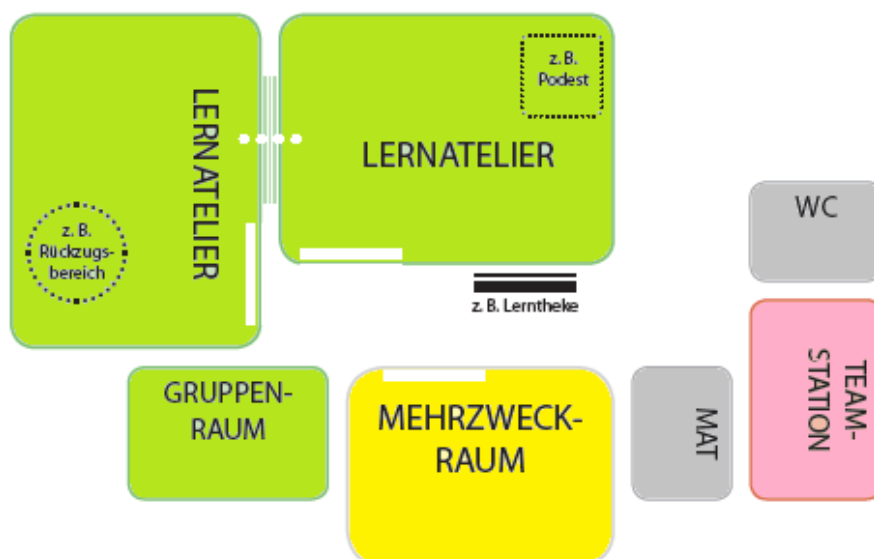 LERNATELIER
z. B.
Rückzugs-
bereich
z. B.
Podest
LERNATELIER
z. B. Lerntheke
WC
GRUPPEN-
RAUM
MEHRZWECK-
RAUM
MAT
TEAM-
STATION